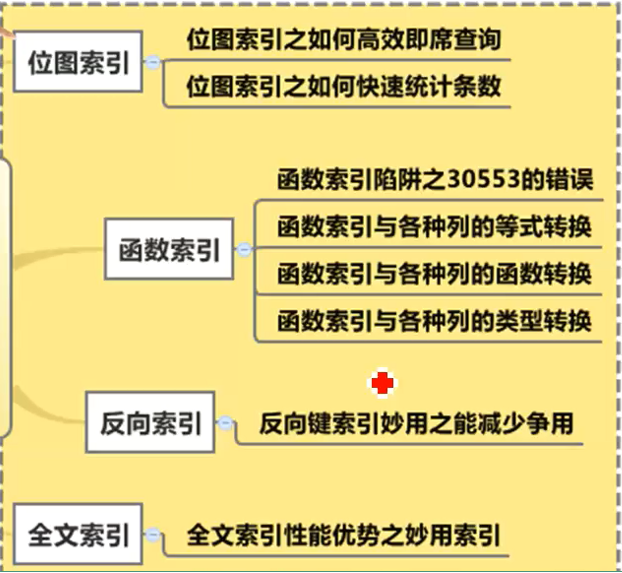 位图索引
位图索引之如何高效即席查询
位图索引之如何快速统计条数
函数索引
函数索引陷阱之30553的错误
函数索引与各种列的等式转换
函数索引与各种列的函数转换
函数索引与各种列的类型转换
反向索引
反向键索引妙用之能减少争用
全文索引
全文索引性能优势之妙用索引